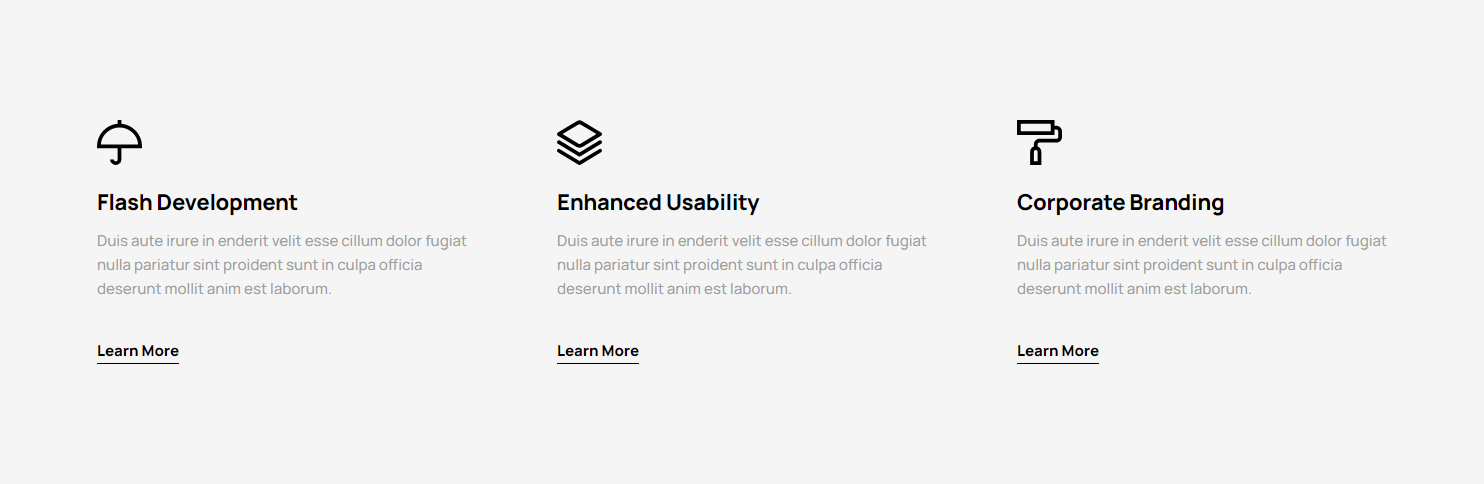 Flash Development
Duis aute irure in enderit velit esse cillum dolor fugiat
nulla pariatur sint proident sunt in culpa officia
deserunt mollit anim est laborum.
Learn More
Enhanced Usability
Duis aute irure in enderit velit esse cillum dolor fugiat
nulla pariatur sint proident sunt in culpa officia
deserunt mollit anim est laborum.
Learn More
Corporate Branding
Duis aute irure in enderit velit esse cillum dolor fugiat
nulla pariatur sint proident sunt in culpa officia
deserunt mollit anim est laborum.
Learn More